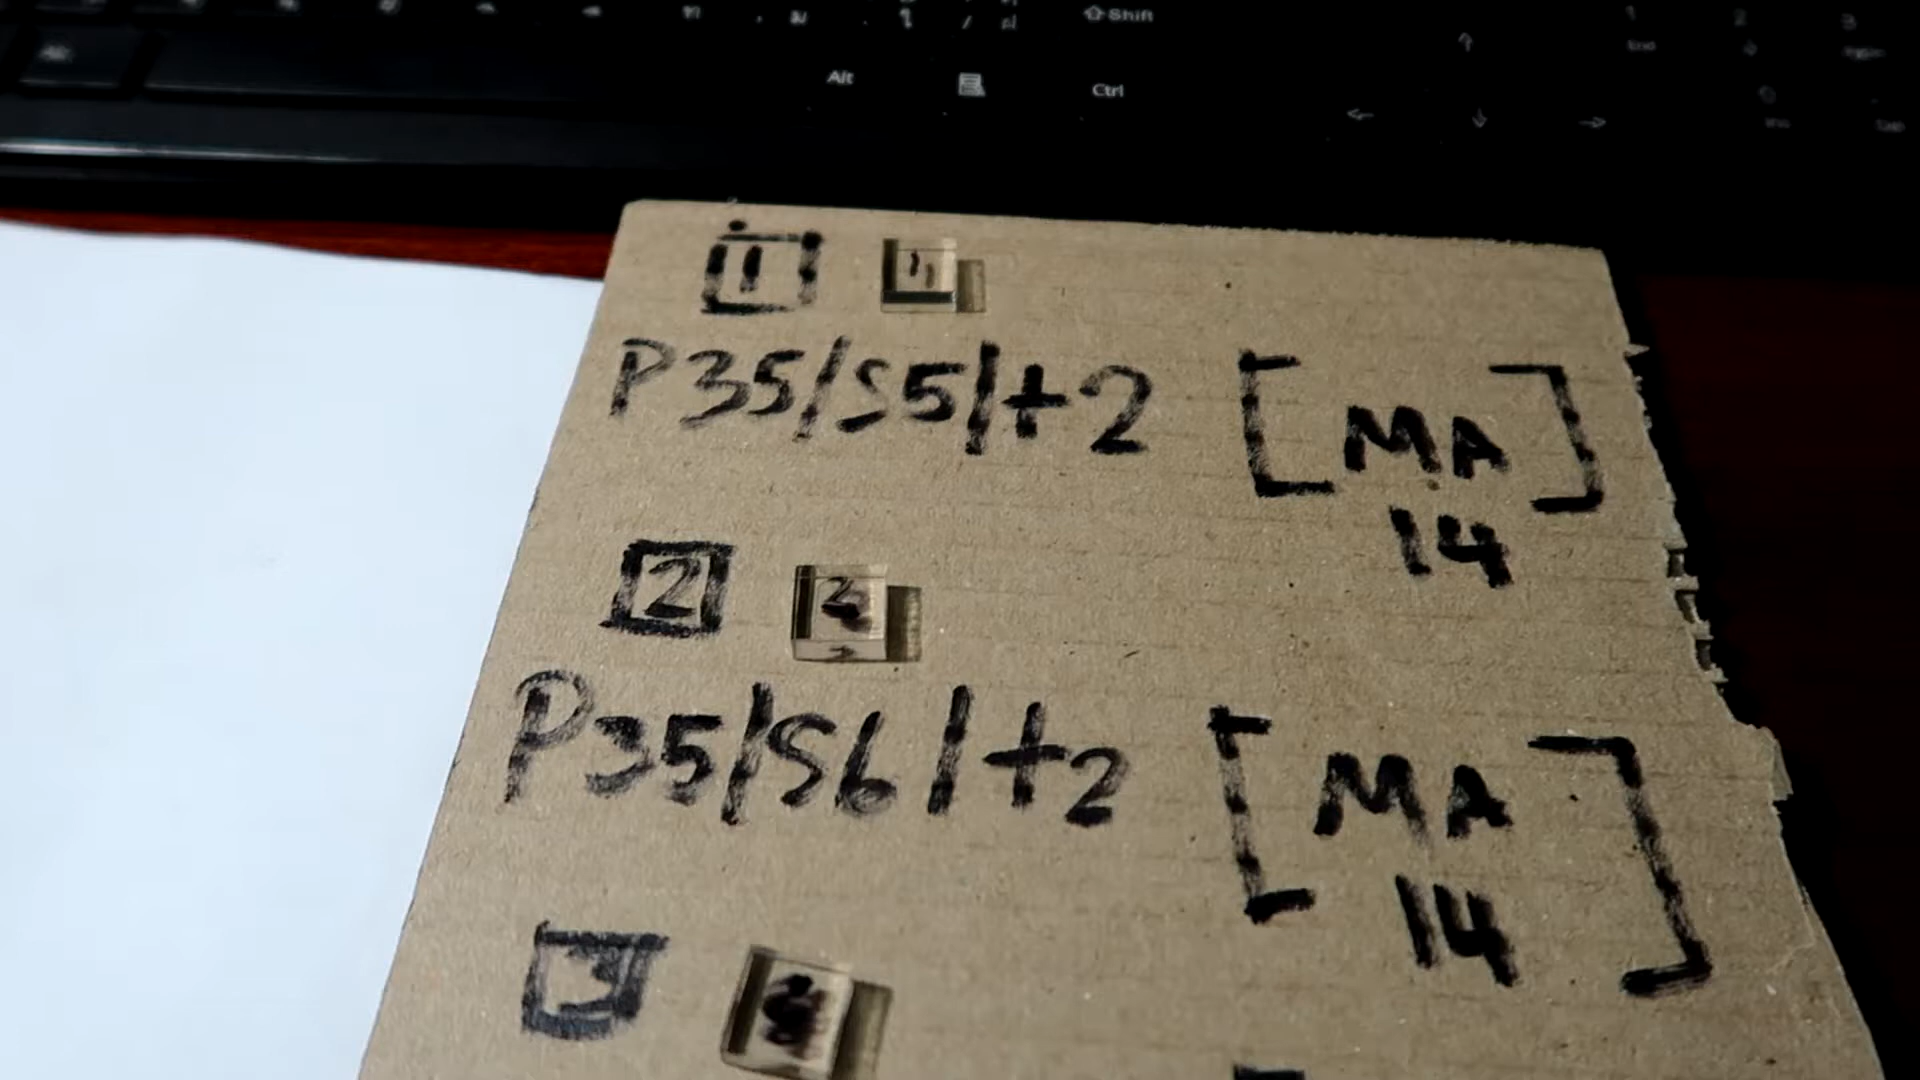 Shift
Alt
Ctrl
1 1
P35/S5/+2 [MA
14]
2 2
P35/S6/+2 [MA
14]
3